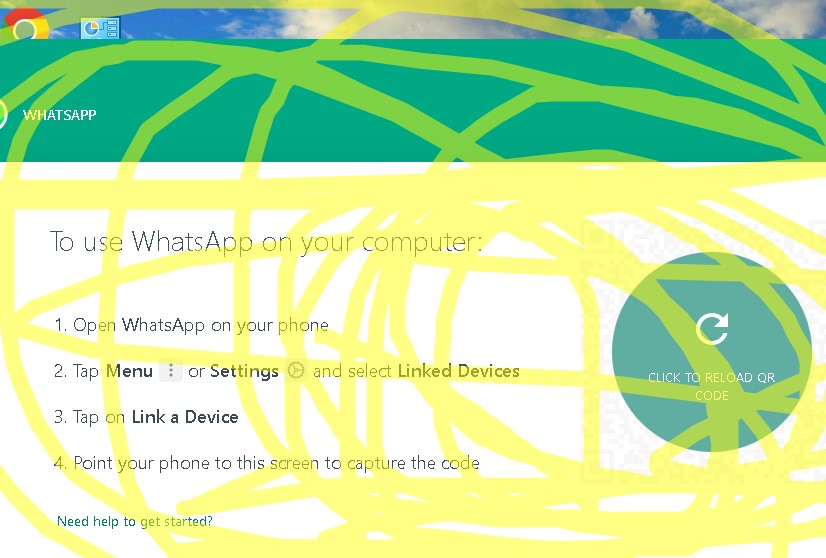 WHATSAPP
To use WhatsApp on your computer:
1. Open WhatsApp on your phone
2. Tap Menu or Settings and select Linked Devices
3. Tap on Link a Device
4. Point your phone to this screen to capture the code
Need help to get started?
CLICK TO RELOAD QR
CODE